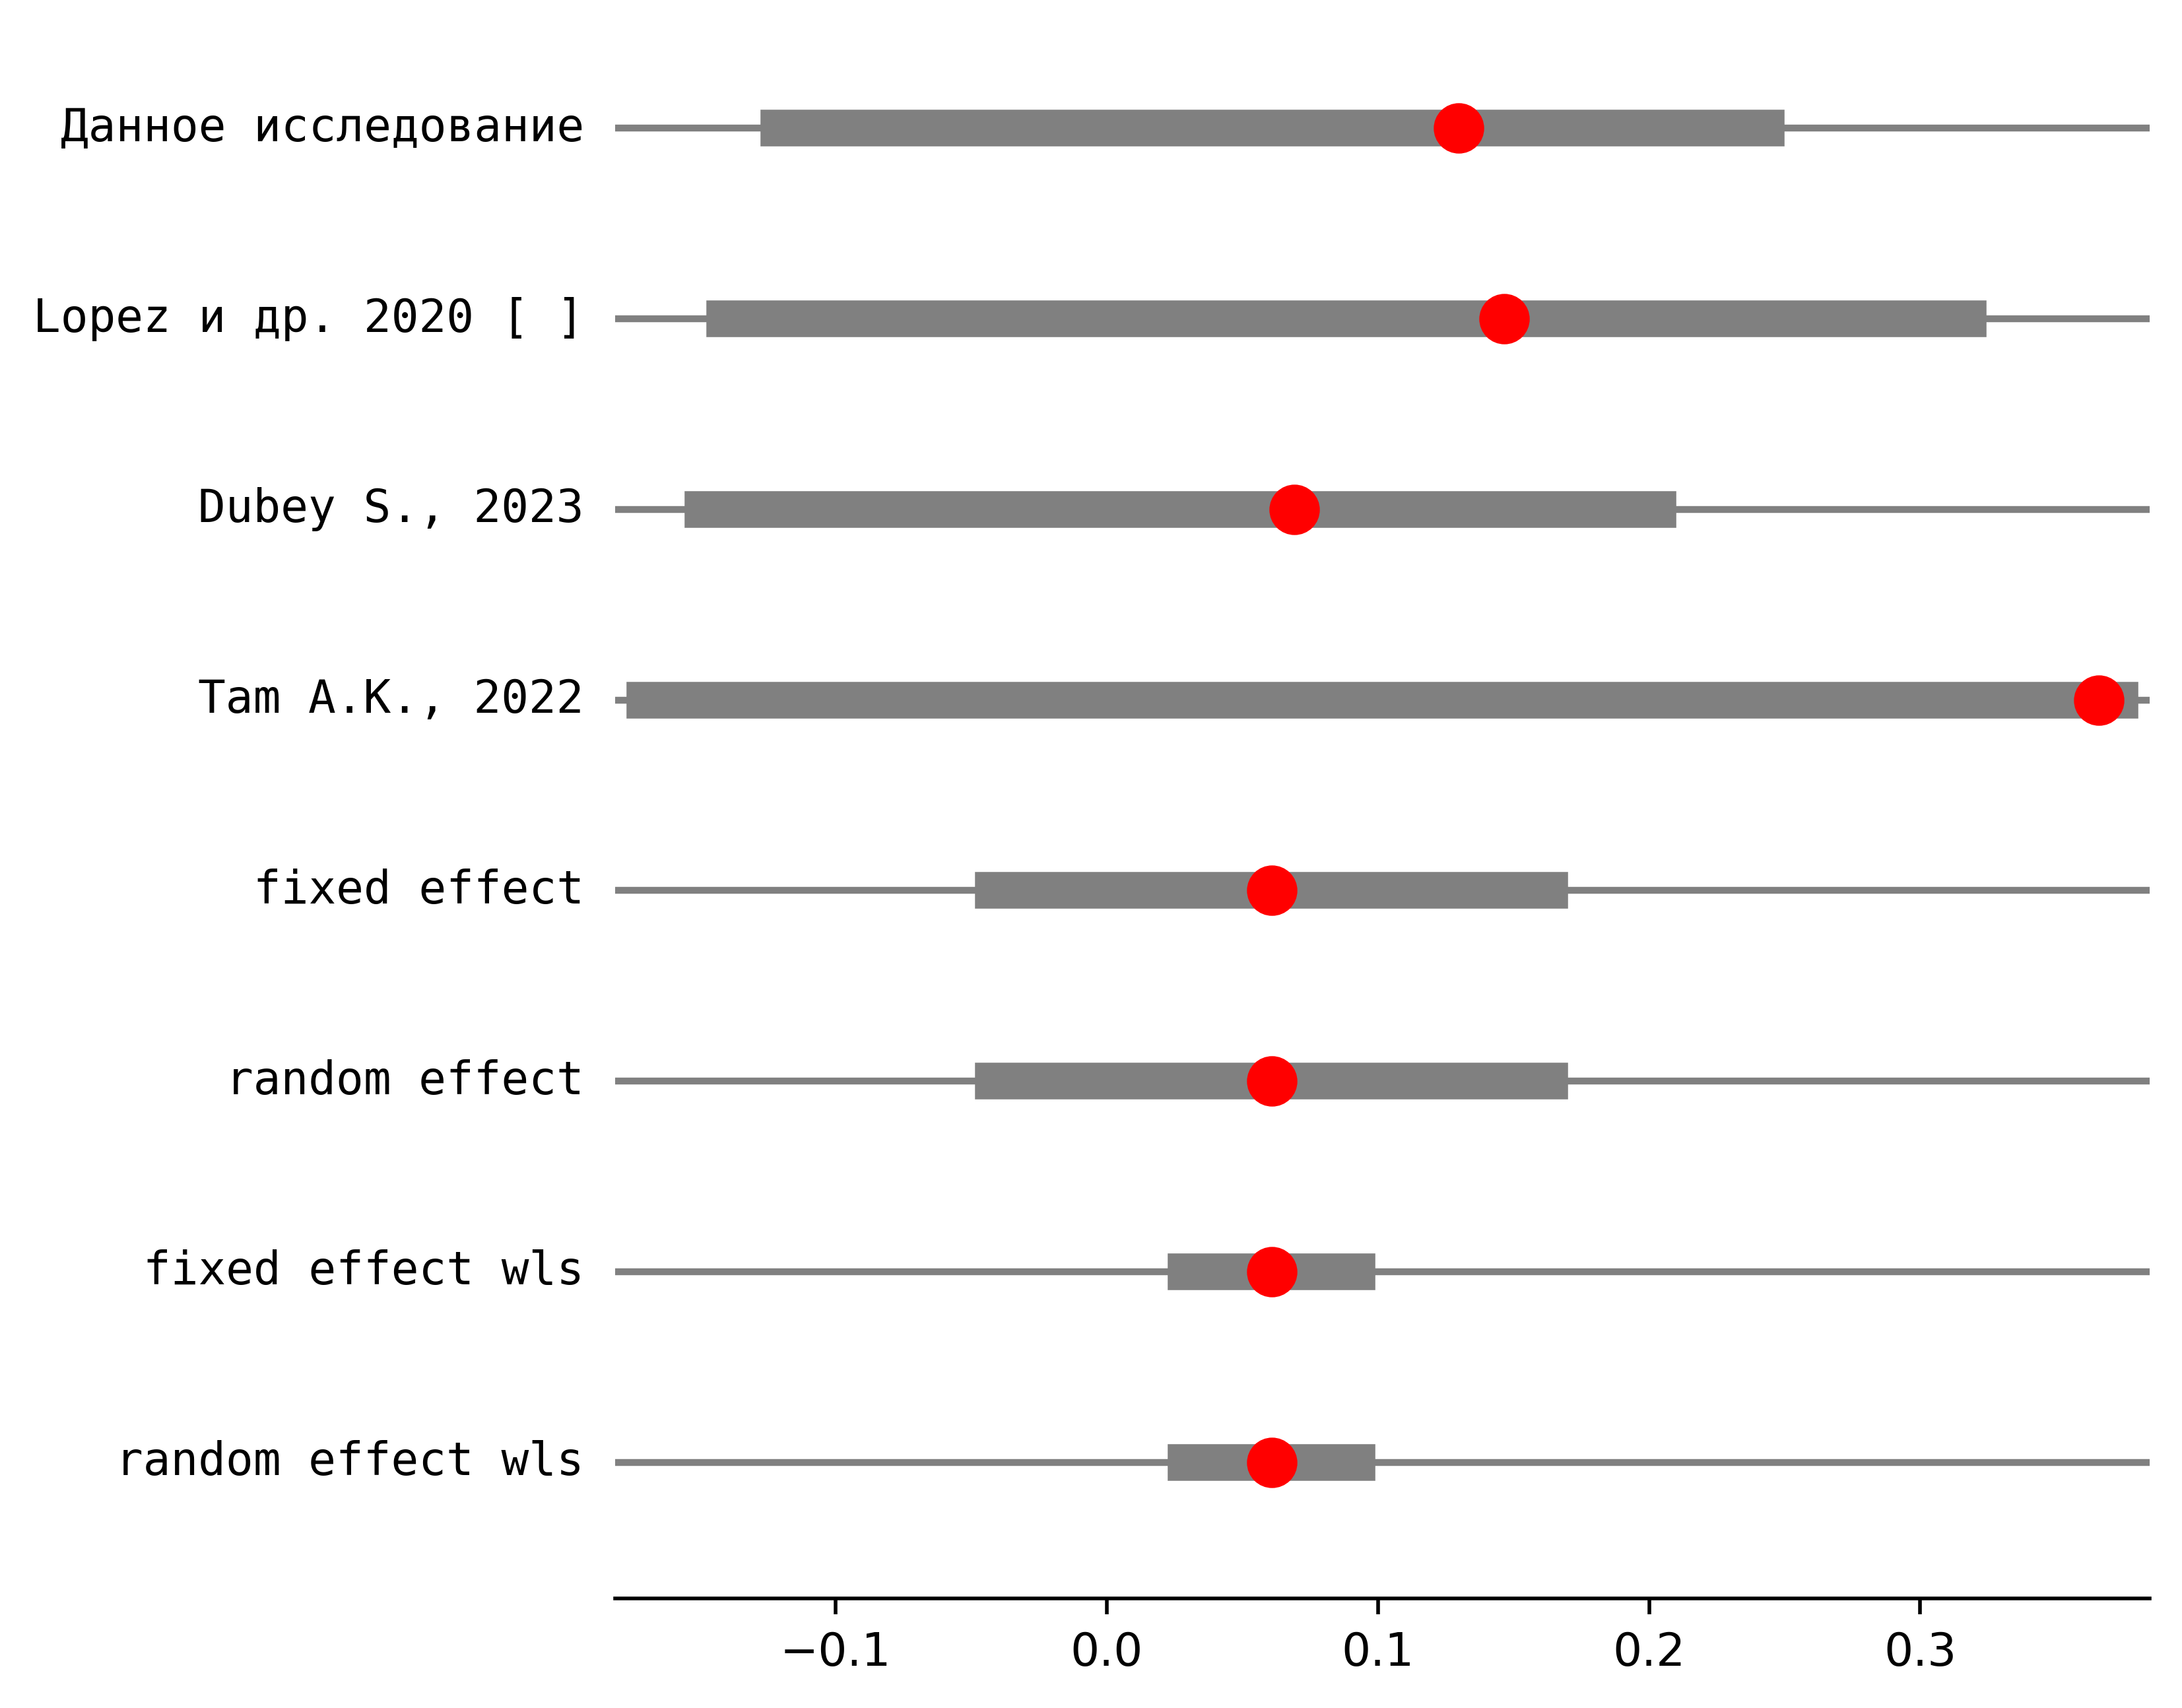 Данное исследование
Lopez и др. 2020 [ ]
Dubey S., 2023
Tam A.K., 2022
fixed effect
random effect
fixed effect wls
random effect wls
−0.1 0.0 0.1 0.2 0.3